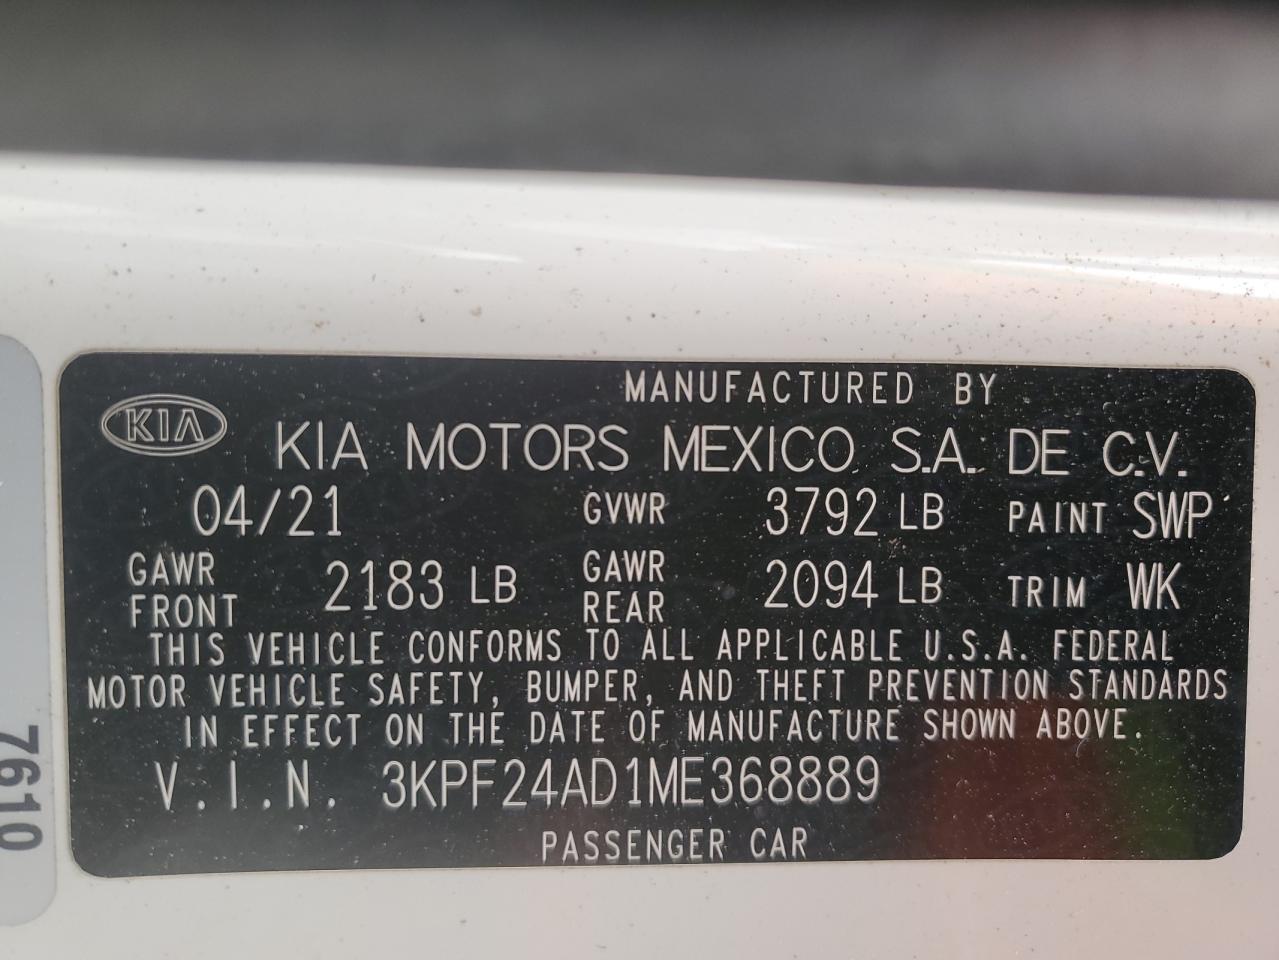 MANUFACTURED BY
KIA
KIA MOTORS MEXICO S.A. DE C.V.
04/21 GVWR 3792 LB PAINT SWP
GAWR FRONT 2183 LB GAWR REAR 2094 LB TRIM WK
THIS VEHICLE CONFORMS TO ALL APPLICABLE U.S.A. FEDERAL
MOTOR VEHICLE SAFETY, BUMPER, AND THEFT PREVENTION STANDARDS
IN EFFECT ON THE DATE OF MANUFACTURE SHOWN ABOVE.
V.I.N. 3KPF24AD1ME368889
PASSENGER CAR
7610